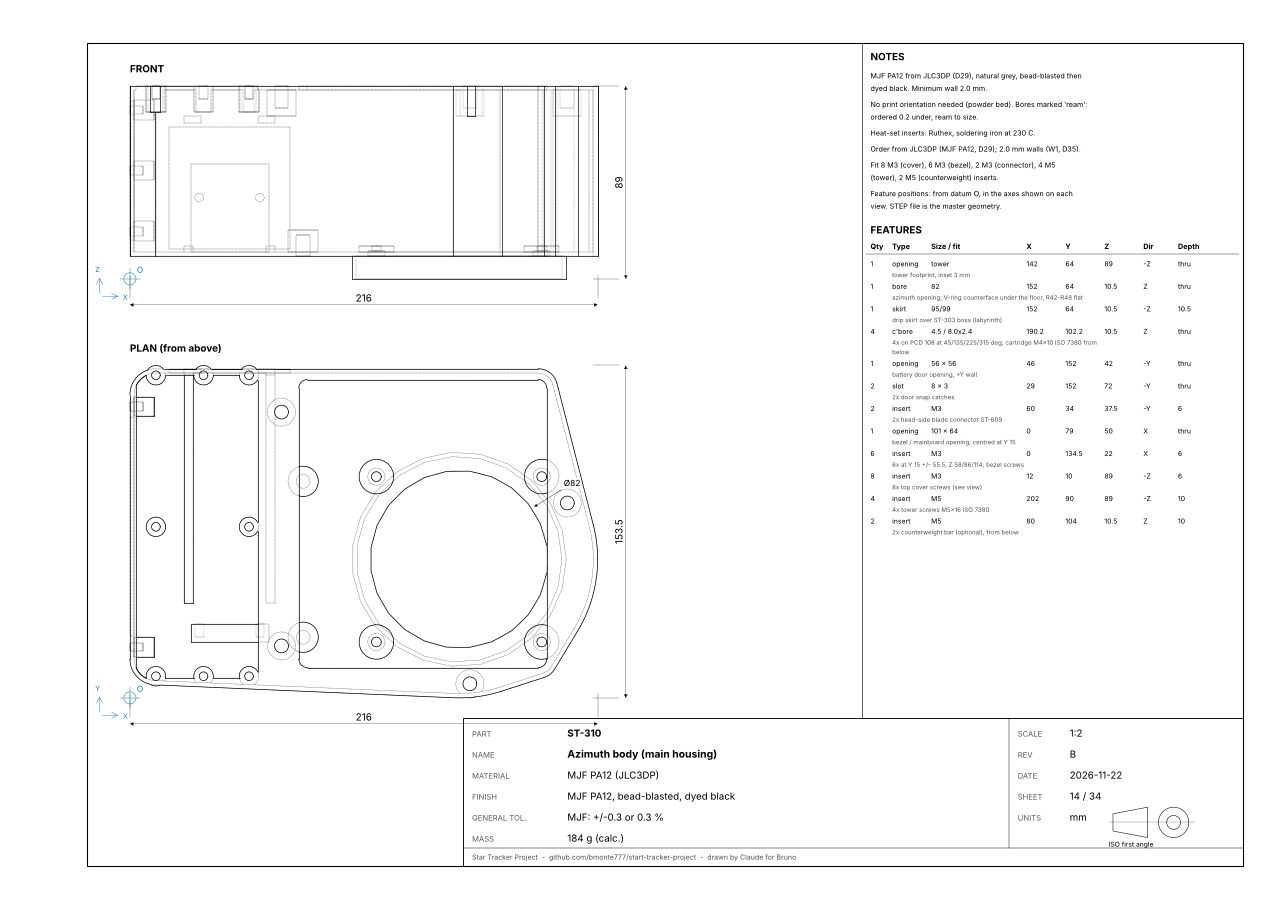 FRONT
Z
O
X
89
216
PLAN (from above)
Ø82
153.5
Y
O
X
216
NOTES
MJF PA12 from JLC3DP (D29), natural grey, bead-blasted then
dyed black. Minimum wall 2.0 mm.
No print orientation needed (powder bed). Bores marked 'ream':
ordered 0.2 under, ream to size.
Heat-set inserts: Ruthex, soldering iron at 230 C.
Order from JLC3DP (MJF PA12, D29); 2.0 mm walls (W1, D35).
Fit 8 M3 (cover), 6 M3 (bezel), 2 M3 (connector), 4 M5
(tower), 2 M5 (counterweight) inserts.
Feature positions: from datum O, in the axes shown on each
view. STEP file is the master geometry.
FEATURES
Qty Type Size / fit X Y Z Dir Depth
1 opening tower 142 64 89 -Z thru
tower footprint, inset 3 mm
1 bore 82 152 64 10.5 Z thru
azimuth opening, V-ring counterface under the floor, R42-R48 flat
1 skirt 95/99 152 64 10.5 -Z 10.5
drip skirt over ST-303 boss (labyrinth)
4 c'bore 4.5 / 8.0x2.4 190.2 102.2 10.5 Z thru
4x on PCD 108 at 45/135/225/315 deg, cartridge M4×10 ISO 7380 from
below
1 opening 56 × 56 46 152 42 -Y thru
battery door opening, +Y wall
2 slot 8 × 3 29 152 72 -Y thru
2x door snap catches
2 insert M3 60 34 37.5 -Y 6
2x head-side blade connector ST-609
1 opening 101 × 64 0 79 50 X thru
bezel / mainboard opening, centred at Y 15
6 insert M3 0 134.5 22 X 6
6x at Y 15 +/- 55.5, Z 58/86/114; bezel screws
8 insert M3 12 10 89 -Z 6
8x top cover screws (see view)
4 insert M5 202 90 89 -Z 10
4x tower screws M5×16 ISO 7380
2 insert M5 80 104 10.5 Z 10
2x counterweight bar (optional), from below
PART ST-310
NAME Azimuth body (main housing)
MATERIAL MJF PA12 (JLC3DP)
FINISH MJF PA12, bead-blasted, dyed black
GENERAL TOL. MJF: +/-0.3 or 0.3 %
MASS 184 g (calc.)
SCALE 1:2
REV B
DATE 2026-11-22
SHEET 14 / 34
UNITS mm
ISO first angle
Star Tracker Project - github.com/bmonte777/start-tracker-project - drawn by Claude for Bruno